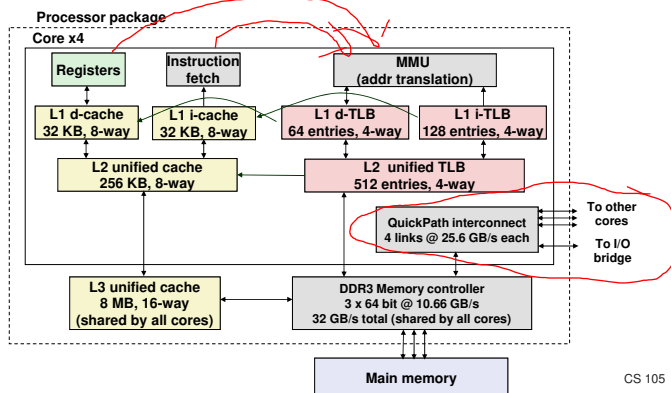 Processor package
Core x4
Registers
Instruction
fetch
MMU
(addr translation)
L1 d-cache
32 KB, 8-way
L1 i-cache
32 KB, 8-way
L1 d-TLB
64 entries, 4-way
L1 i-TLB
128 entries, 4-way
L2 unified cache
256 KB, 8-way
L2 unified TLB
512 entries, 4-way
QuickPath interconnect
4 links @ 25.6 GB/s each
To other
cores
To I/O
bridge
L3 unified cache
8 MB, 16-way
(shared by all cores)
DDR3 Memory controller
3 x 64 bit @ 10.66 GB/s
32 GB/s total (shared by all cores)
Main memory
CS 105